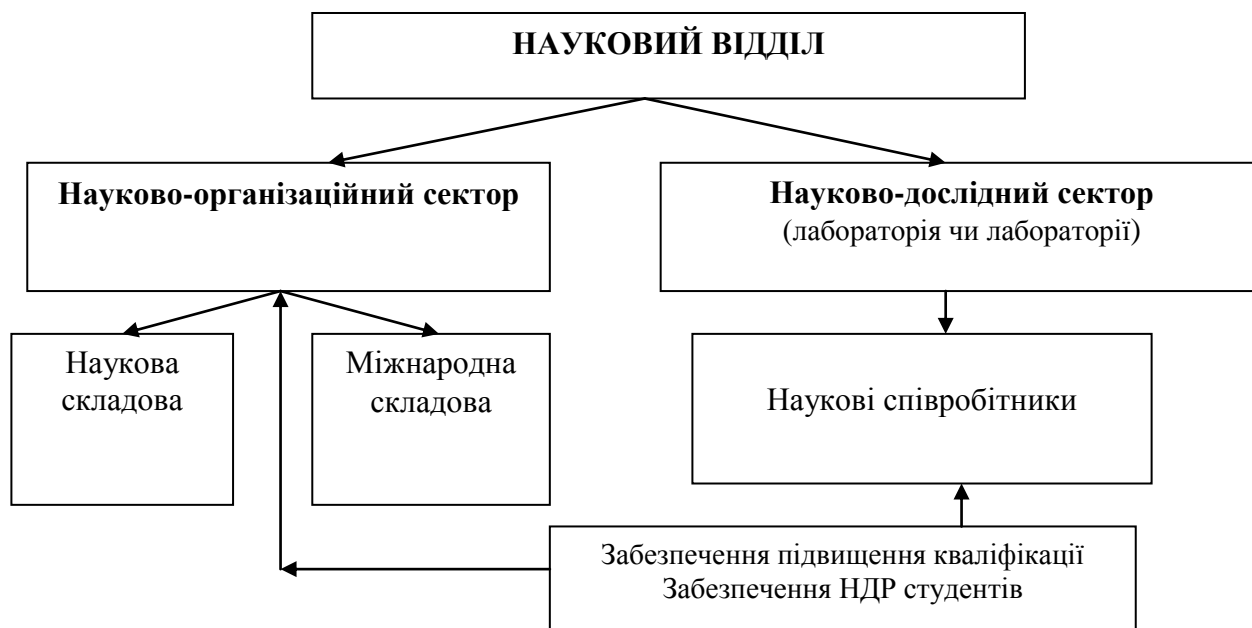 НАУКОВИЙ ВІДДІЛ
Науково-організаційний сектор
Науково-дослідний сектор
(лабораторія чи лабораторії)
Наукова
складова
Міжнародна
складова
Наукові співробітники
Забезпечення підвищення кваліфікації
Забезпечення НДР студентів